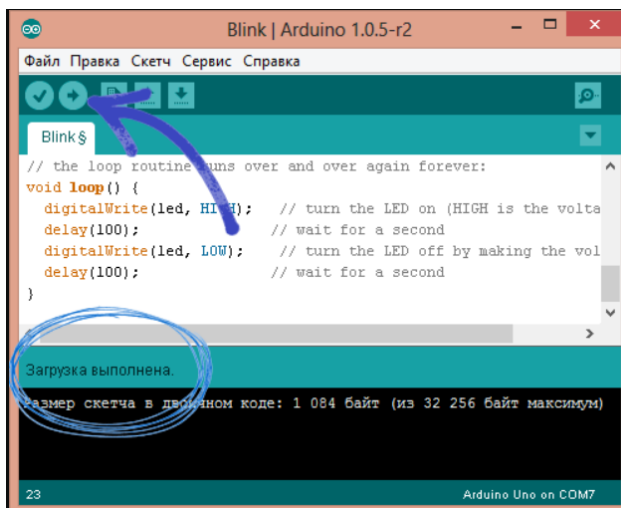 Blink | Arduino 1.0.5-r2
Файл Правка Скетч Сервис Справка
Blink §
// the loop routine runs over and over again forever:
void loop() {
digitalWrite(led, HIGH); // turn the LED on (HIGH is the volta
delay(100); // wait for a second
digitalWrite(led, LOW); // turn the LED off by making the vol
delay(100); // wait for a second
}
Загрузка выполнена.
Размер скетча в двоичном коде: 1 084 байт (из 32 256 байт максимум)
23 Arduino Uno on COM7